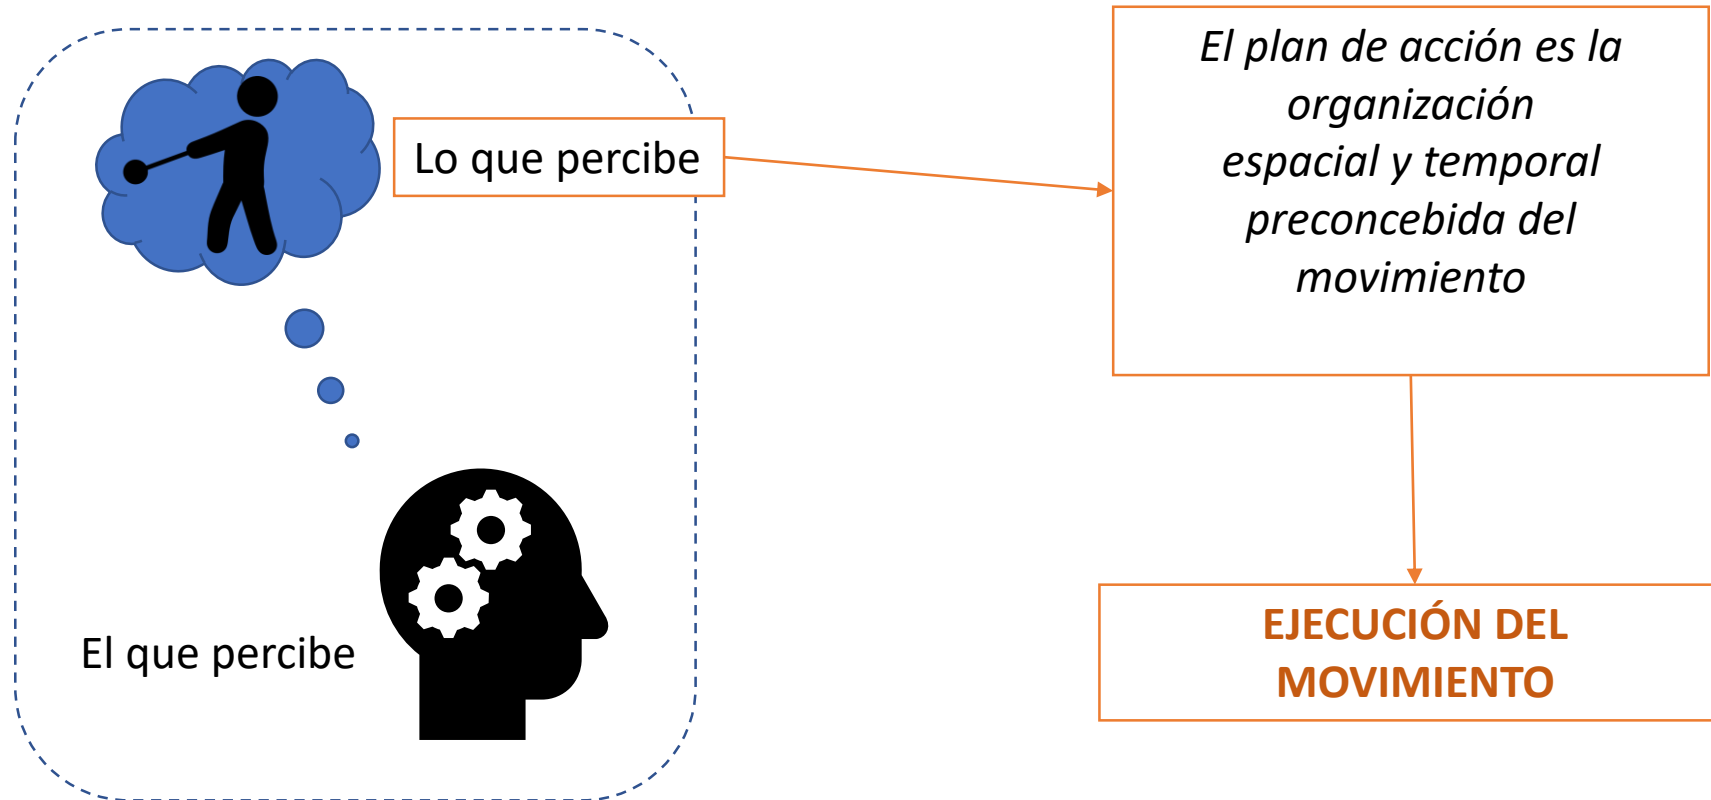 Lo que percibe
El que percibe
El plan de acción es la
organización
espacial y temporal
preconcebida del
movimiento
EJECUCIÓN DEL
MOVIMIENTO